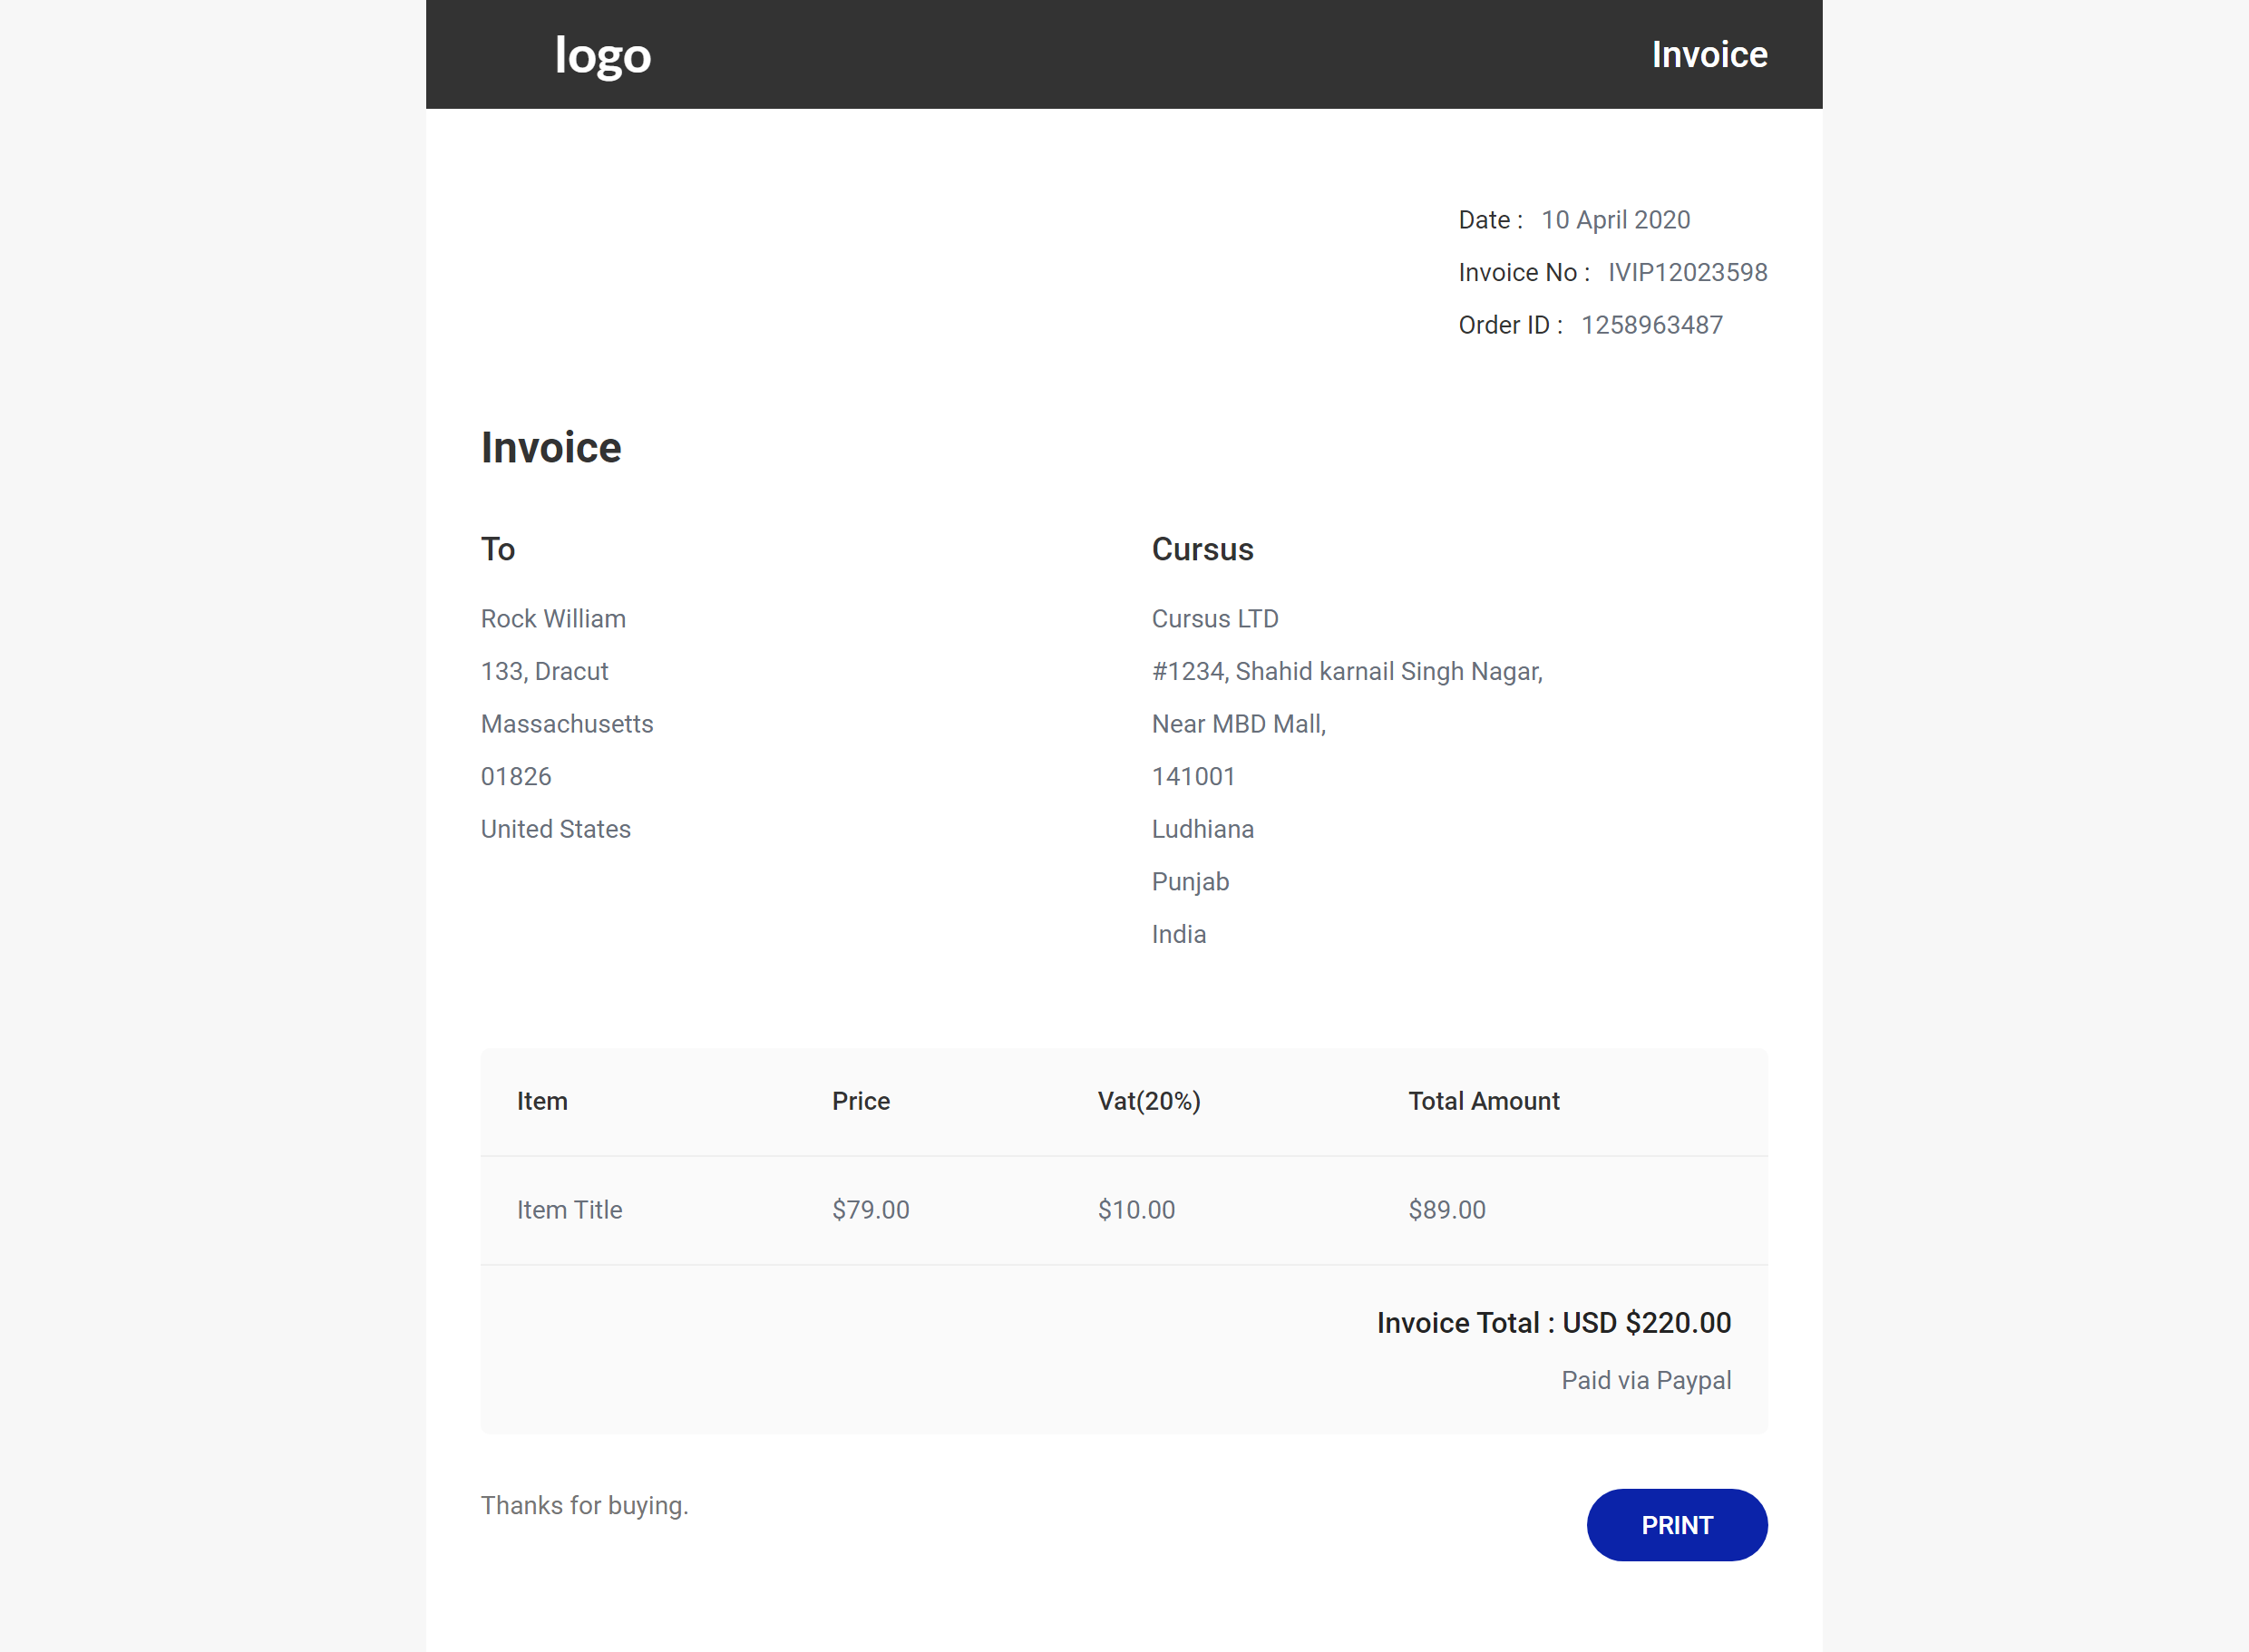 logo
Invoice
Date : 10 April 2020
Invoice No : IVIP12023598
Order ID : 1258963487
Invoice
To
Rock William
133, Dracut
Massachusetts
01826
United States
Cursus
Cursus LTD
#1234, Shahid karnail Singh Nagar,
Near MBD Mall,
141001
Ludhiana
Punjab
India
Item Price Vat(20%) Total Amount
Item Title $79.00 $10.00 $89.00
Invoice Total : USD $220.00
Paid via Paypal
Thanks for buying.
PRINT